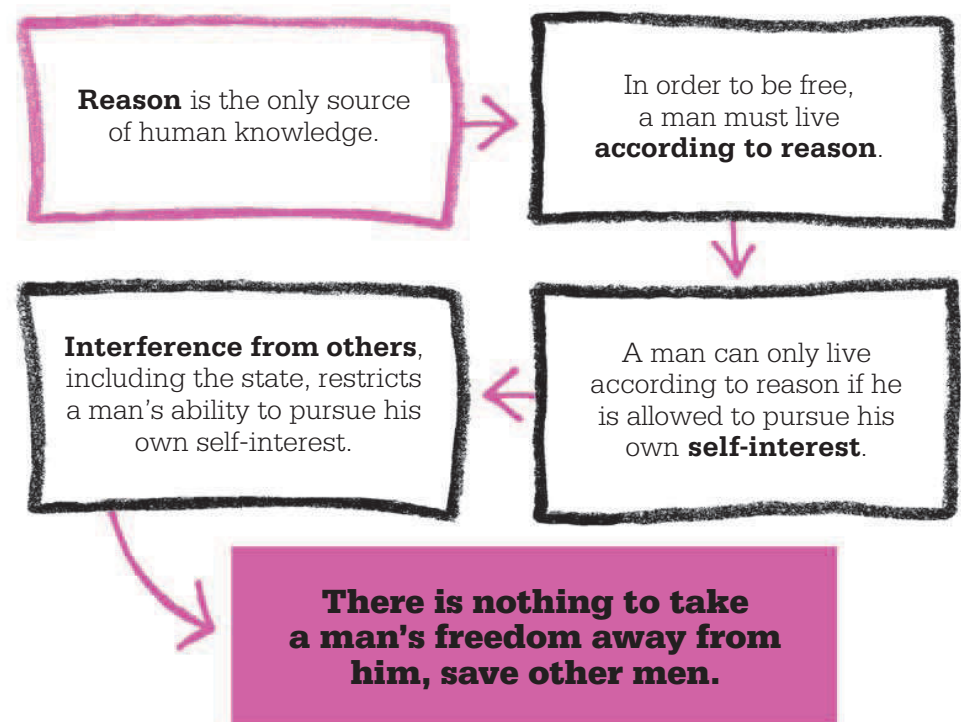 Reason is the only source
of human knowledge.
In order to be free,
a man must live
according to reason.
A man can only live
according to reason if he
is allowed to pursue his
own self-interest.
Interference from others,
including the state, restricts
a man's ability to pursue his
own self-interest.
There is nothing to take
a man's freedom away from
him, save other men.